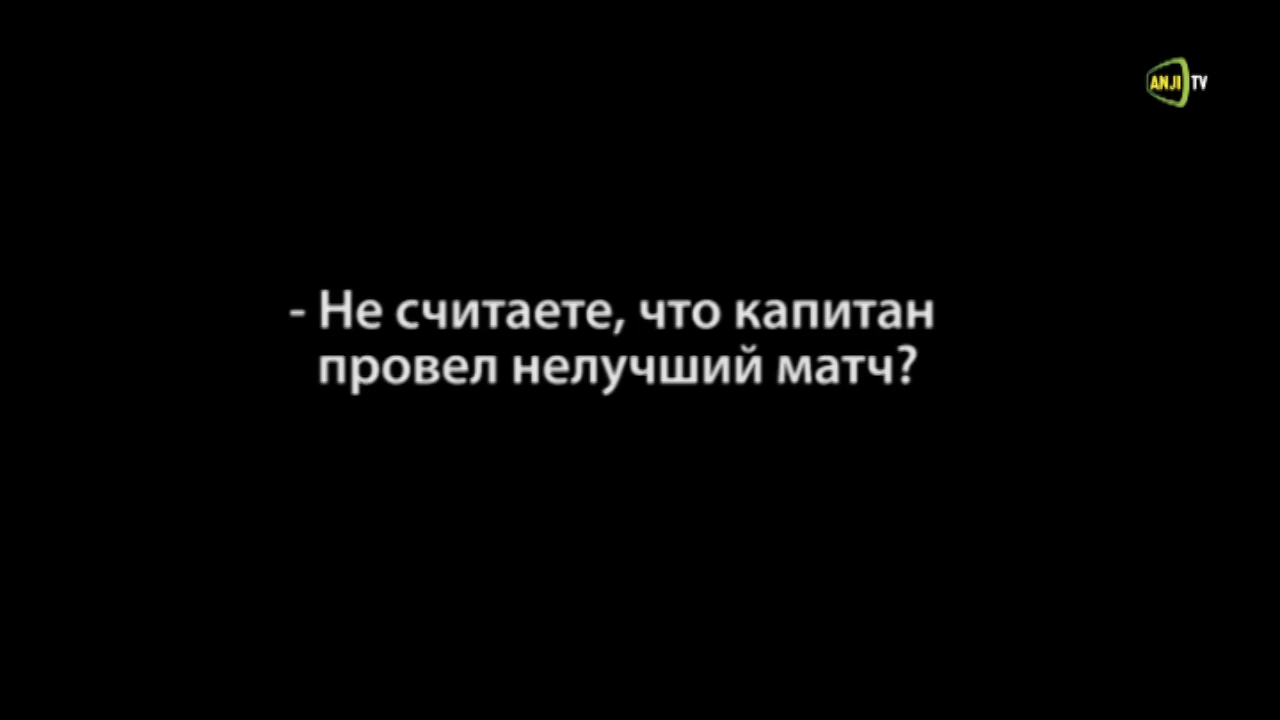 ANJI TV
- Не считаете, что капитан
провел нелучший матч?